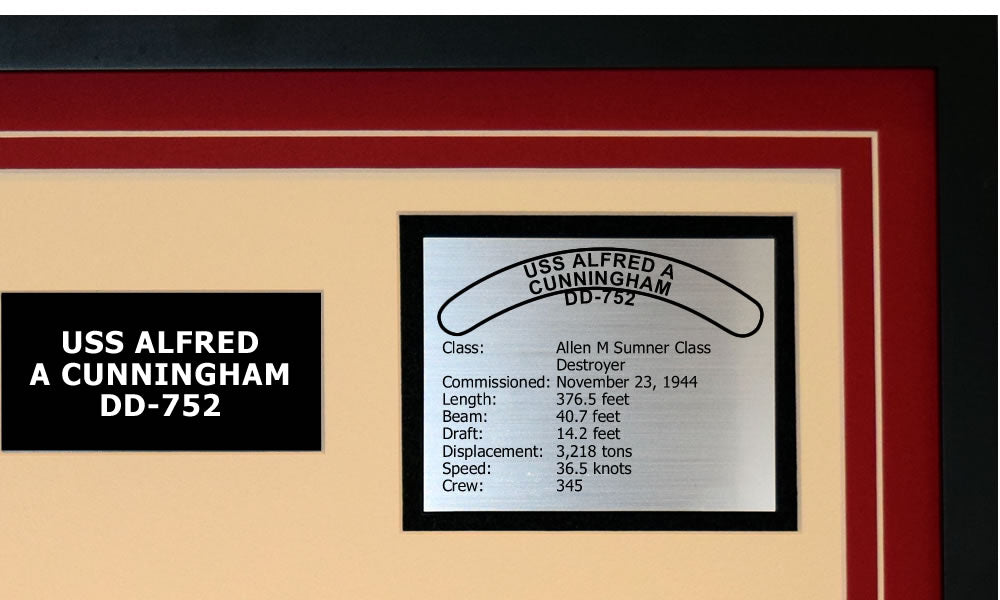 USS ALFRED
A CUNNINGHAM
DD-752
USS ALFRED A
CUNNINGHAM
DD-752
Class: Allen M Sumner Class
Destroyer
Commissioned: November 23, 1944
Length: 376.5 feet
Beam: 40.7 feet
Draft: 14.2 feet
Displacement: 3,218 tons
Speed: 36.5 knots
Crew: 345